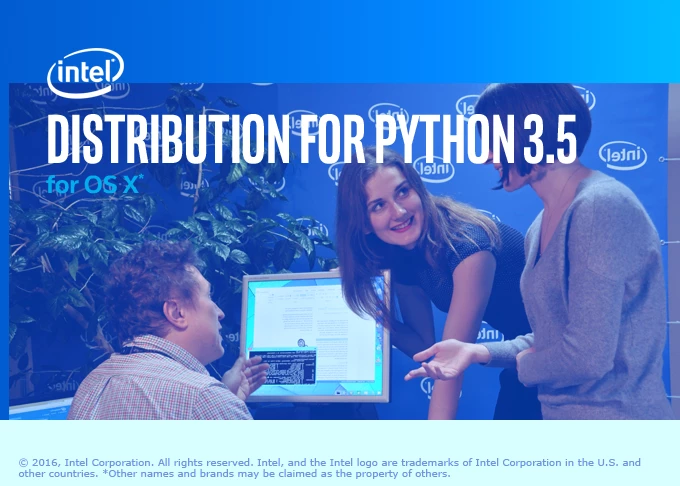 intel
DISTRIBUTION FOR PYTHON 3.5
for OS X*
© 2016, Intel Corporation. All rights reserved. Intel, and the Intel logo are trademarks of Intel Corporation in the U.S. and
other countries. *Other names and brands may be claimed as the property of others.